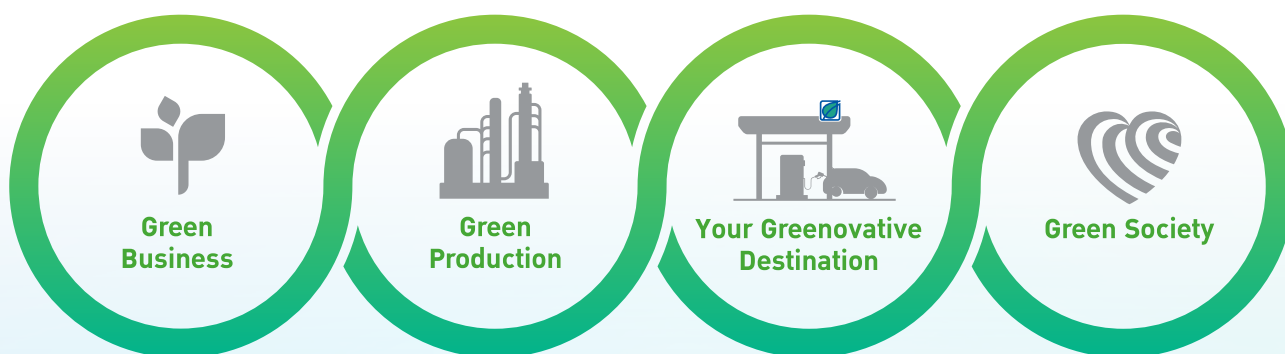 Green
Business
Green
Production
Your Greenovative
Destination
Green Society